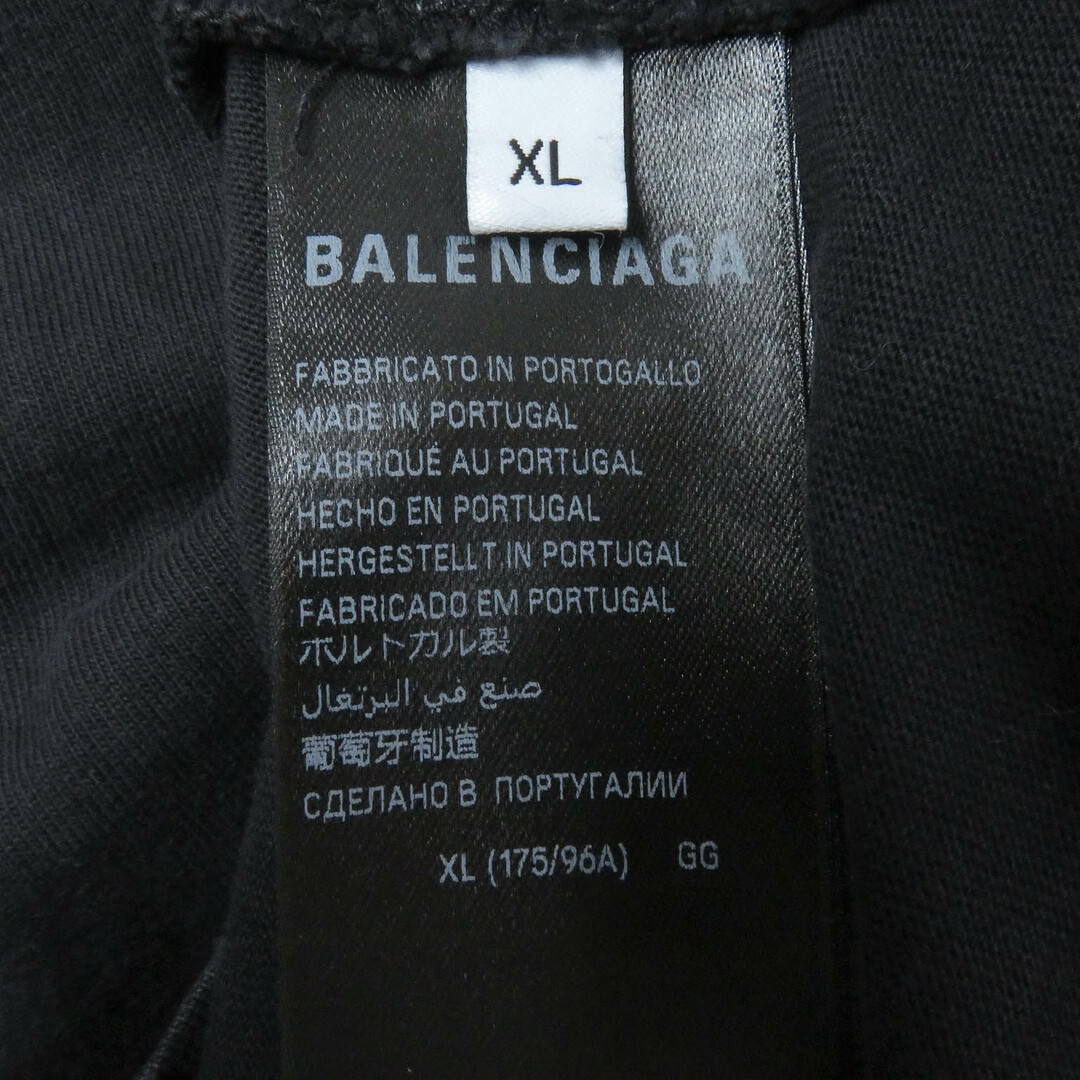 XL
BALENCIAGA
FABBRICATO IN PORTOGALLO
MADE IN PORTUGAL
FABRIQUÉ AU PORTUGAL
HECHO EN PORTUGAL
HERGESTELLT IN PORTUGAL
FABRICADO EM PORTUGAL
ポルトガル製
صنع في البرتغال
葡萄牙制造
СДЕЛАНО В ПОРТУГАЛИИ
XL (175/96A) GG